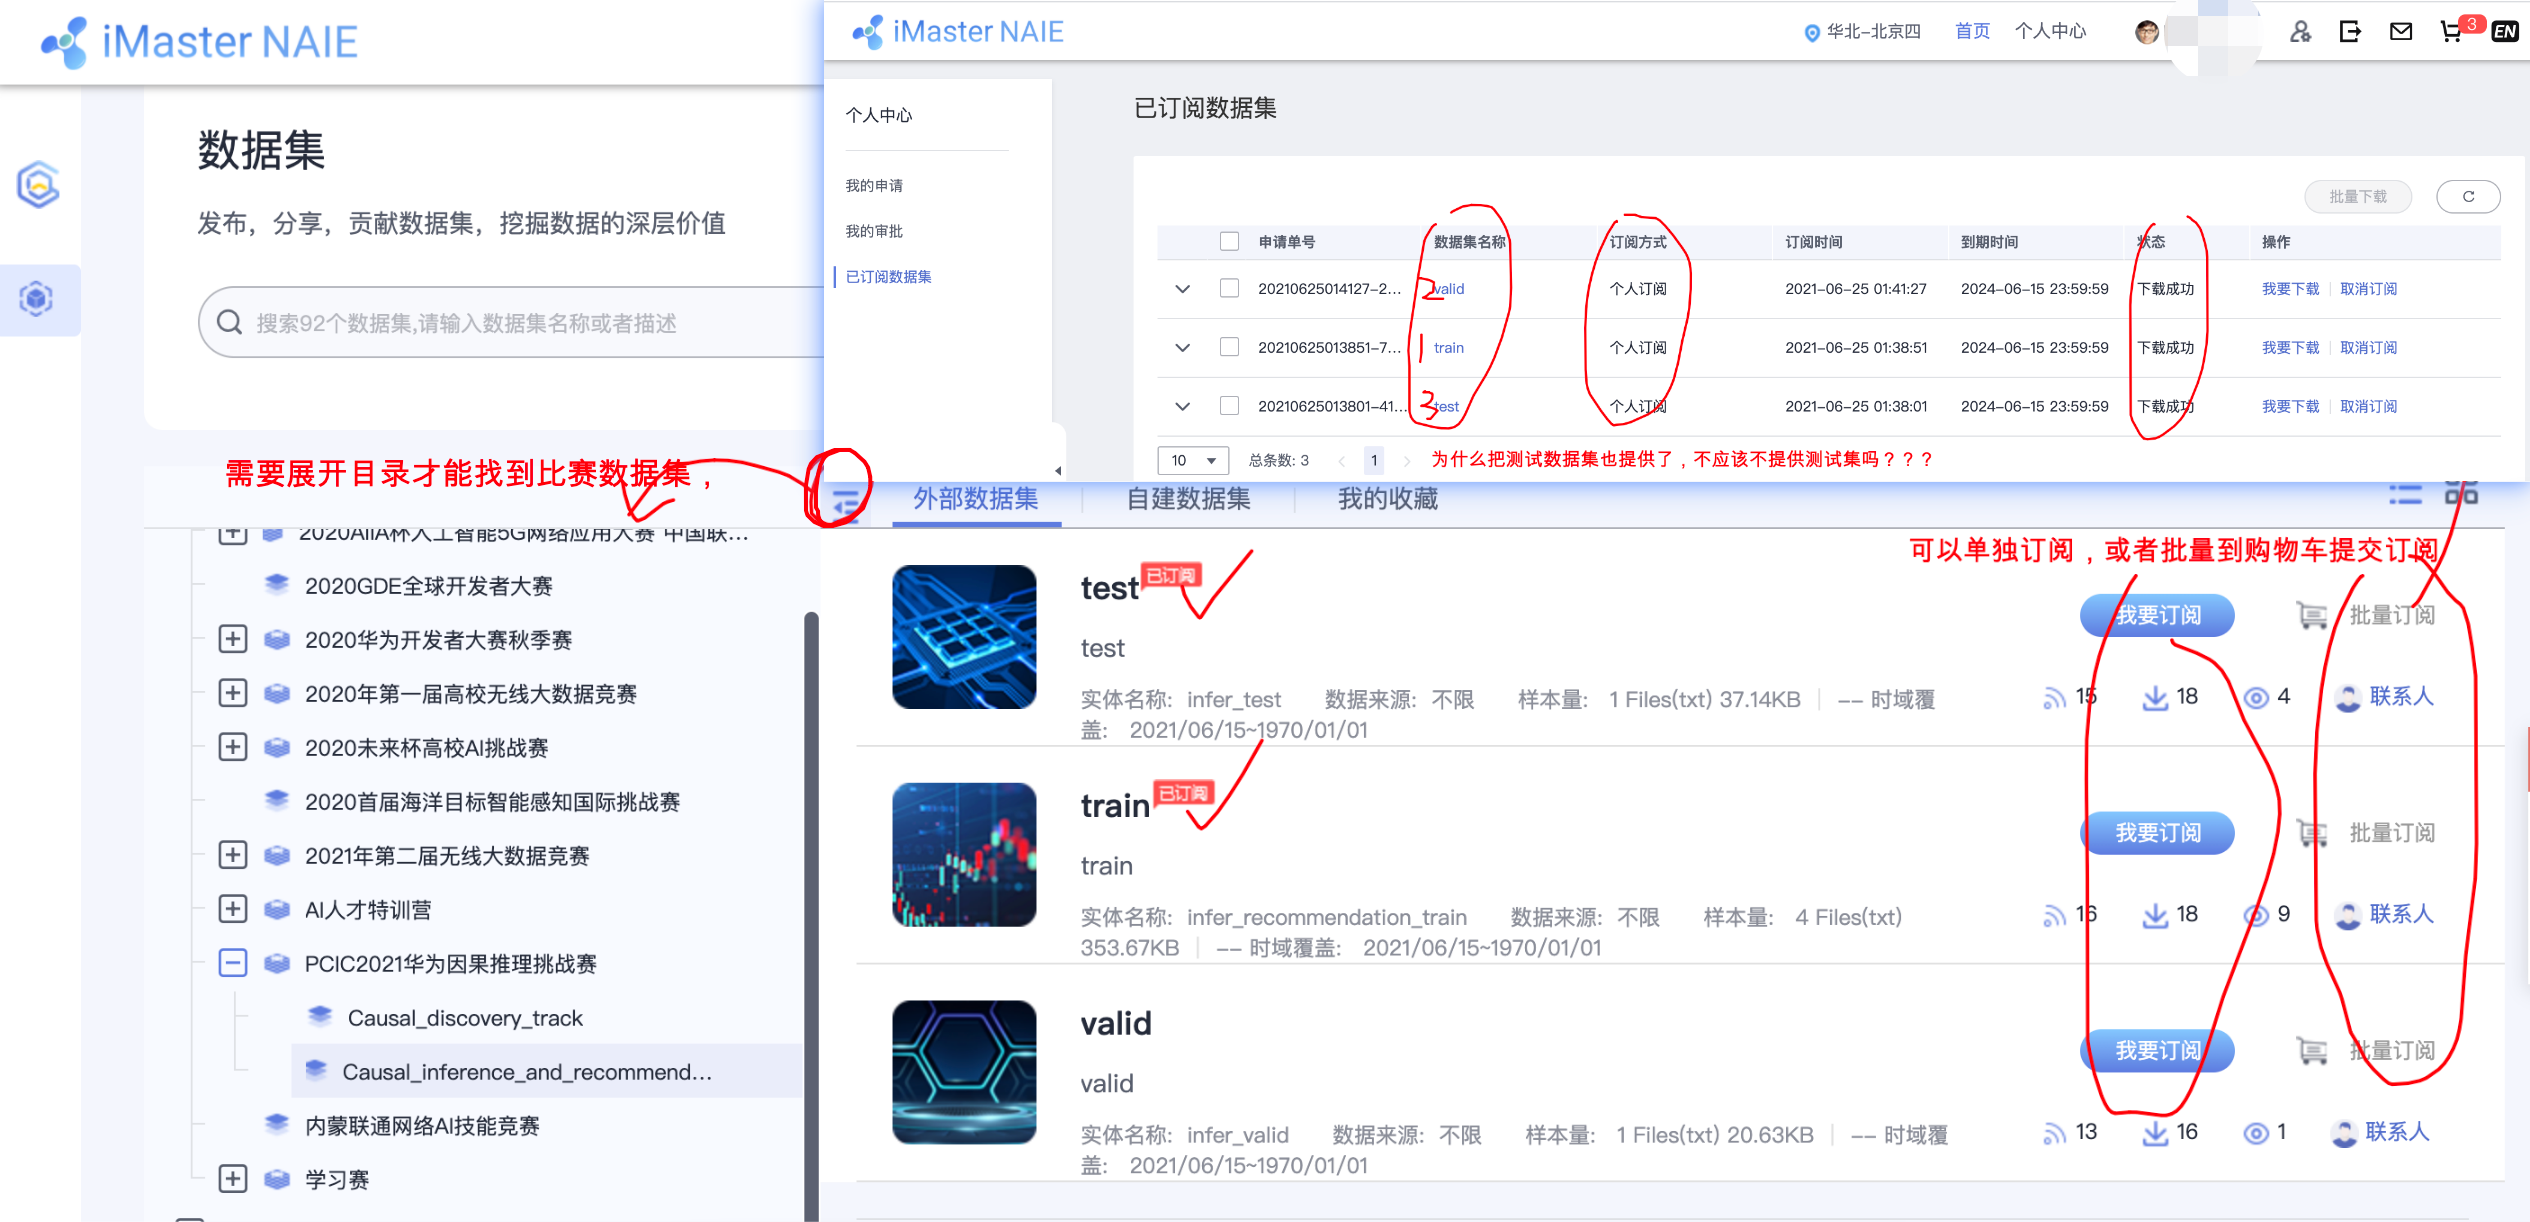 iMaster NAIE
数据集
发布，分享，贡献数据集，挖掘数据的深层价值
搜索92个数据集,请输入数据集名称或者描述
需要展开目录才能找到比赛数据集，
2020AIIA杯人工智能5G网络应用大赛 中国联...
2020GDE全球开发者大赛
2020华为开发者大赛秋季赛
2020年第一届高校无线大数据竞赛
2020未来杯高校AI挑战赛
2020首届海洋目标智能感知国际挑战赛
2021年第二届无线大数据竞赛
AI人才特训营
PCIC2021华为因果推理挑战赛
Causal_discovery_track
Causal_inference_and_recommend...
内蒙联通网络AI技能竞赛
学习赛
iMaster NAIE
华北-北京四 首页 个人中心 3 EN
个人中心
我的申请
我的审批
已订阅数据集
已订阅数据集
批量下载
申请单号 数据集名称 订阅方式 订阅时间 到期时间 状态 操作
20210625014127-2... 2 valid 个人订阅 2021-06-25 01:41:27 2024-06-15 23:59:59 下载成功 我要下载 取消订阅
20210625013851-7... 1 train 个人订阅 2021-06-25 01:38:51 2024-06-15 23:59:59 下载成功 我要下载 取消订阅
20210625013801-41... 3 test 个人订阅 2021-06-25 01:38:01 2024-06-15 23:59:59 下载成功 我要下载 取消订阅
10 总条数: 3 1 为什么把测试数据集也提供了，不应该不提供测试集吗？？？
外部数据集 自建数据集 我的收藏
可以单独订阅，或者批量到购物车提交订阅
test 已订阅
我要订阅 批量订阅
test
实体名称: infer_test 数据来源: 不限 样本量: 1 Files(txt) 37.14KB -- 时域覆
盖: 2021/06/15~1970/01/01
15 18 4 联系人
train 已订阅
我要订阅 批量订阅
train
实体名称: infer_recommendation_train 数据来源: 不限 样本量: 4 Files(txt)
353.67KB -- 时域覆盖: 2021/06/15~1970/01/01
16 18 9 联系人
valid
我要订阅 批量订阅
valid
实体名称: infer_valid 数据来源: 不限 样本量: 1 Files(txt) 20.63KB -- 时域覆
盖: 2021/06/15~1970/01/01
13 16 1 联系人